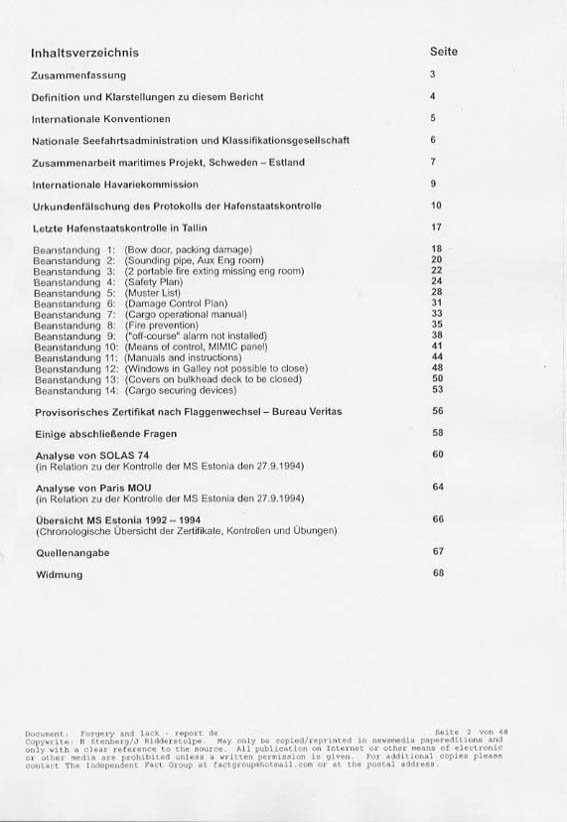 Inhaltsverzeichnis Seite
Zusammenfassung 3
Definition und Klarstellungen zu diesem Bericht 4
Internationale Konventionen 5
Nationale Seefahrtsadministration und Klassifikationsgesellschaft 6
Zusammenarbeit maritimes Projekt, Schweden – Estland 7
Internationale Havariekommission 9
Urkundenfälschung des Protokolls der Hafenstaatskontrolle 10
Letzte Hafenstaatskontrolle in Tallin 17
Beanstandung 1: (Bow door, packing damage) 18
Beanstandung 2: (Sounding pipe, Aux Eng room) 20
Beanstandung 3: (2 portable fire exting missing eng room) 22
Beanstandung 4: (Safety Plan) 24
Beanstandung 5: (Muster List) 28
Beanstandung 6: (Damage Control Plan) 31
Beanstandung 7: (Cargo operational manual) 33
Beanstandung 8: (Fire prevention) 35
Beanstandung 9: ("off-course" alarm not installed) 38
Beanstandung 10: (Means of control, MIMIC panel) 41
Beanstandung 11: (Manuals and instructions) 44
Beanstandung 12: (Windows in Galley not possible to close) 48
Beanstandung 13: (Covers on bulkhead deck to be closed) 50
Beanstandung 14: (Cargo securing devices) 53
Provisorisches Zertifikat nach Flaggenwechsel – Bureau Veritas 56
Einige abschließende Fragen 58
Analyse von SOLAS 74 60
(in Relation zu der Kontrolle der MS Estonia den 27.9.1994)
Analyse von Paris MOU 64
(in Relation zu der Kontrolle der MS Estonia den 27.9.1994)
Übersicht MS Estonia 1992 – 1994 66
(Chronologische Übersicht der Zertifikate, Kontrollen und Übungen)
Quellenangabe 67
Widmung 68
Document: Forgery and lack - report de Seite 2 von 68
Copywrite: B Stenberg/J Ridderstolpe. May only be copied/reprinted in newsmedia papereditions and
only with a clear reference to the source. All publication on Internet or other means of electronic
or other media are prohibited unless a written permission is given. For additional copies please
contact The Independent Fact Group at factgroup@hotmail.com or at the postal address.